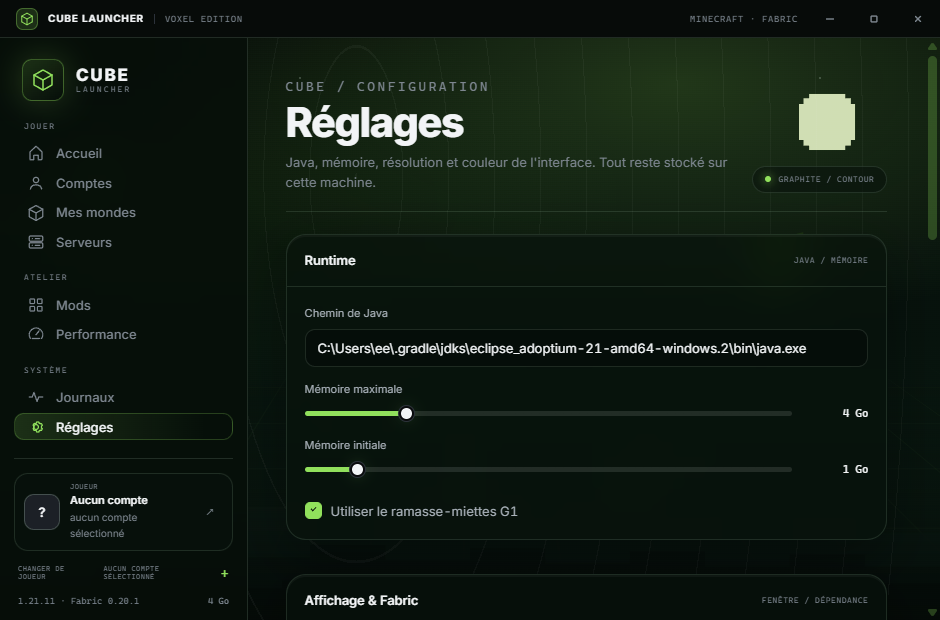 CUBE LAUNCHER
VOXEL EDITION
MINECRAFT · FABRIC
CUBE
LAUNCHER
JOUER
Accueil
Comptes
Mes mondes
Serveurs
ATELIER
Mods
Performance
SYSTÈME
Journaux
Réglages
?
JOUEUR
Aucun compte
aucun compte
sélectionné
↗
CHANGER DE
JOUEUR
AUCUN COMPTE
SÉLECTIONNÉ
+
1.21.11 · Fabric 0.20.1
4 Go
CUBE / CONFIGURATION
Réglages
Java, mémoire, résolution et couleur de l'interface. Tout reste stocké sur
cette machine.
GRAPHITE / CONTOUR
Runtime
JAVA / MÉMOIRE
Chemin de Java
C:\Users\ee\.gradle\jdks\eclipse_adoptium-21-amd64-windows.2\bin\java.exe
Mémoire maximale
4 Go
Mémoire initiale
1 Go
Utiliser le ramasse-miettes G1
Affichage & Fabric
FENÊTRE / DÉPENDANCE